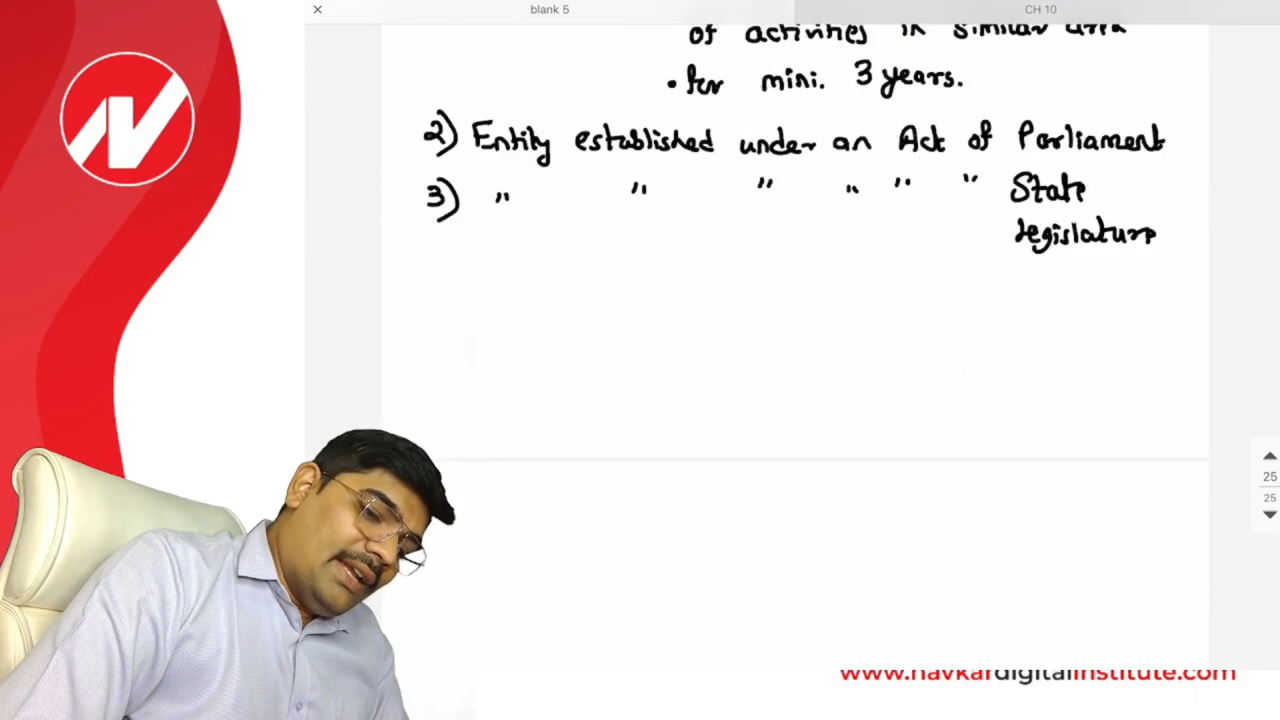 blank 5
CH 10
of activities in similar area
• for mini. 3 years.
2) Entity established under an Act of Parliament
3) " " " " " " State
legislature
25
25
www.navkardigitalinstitute.com